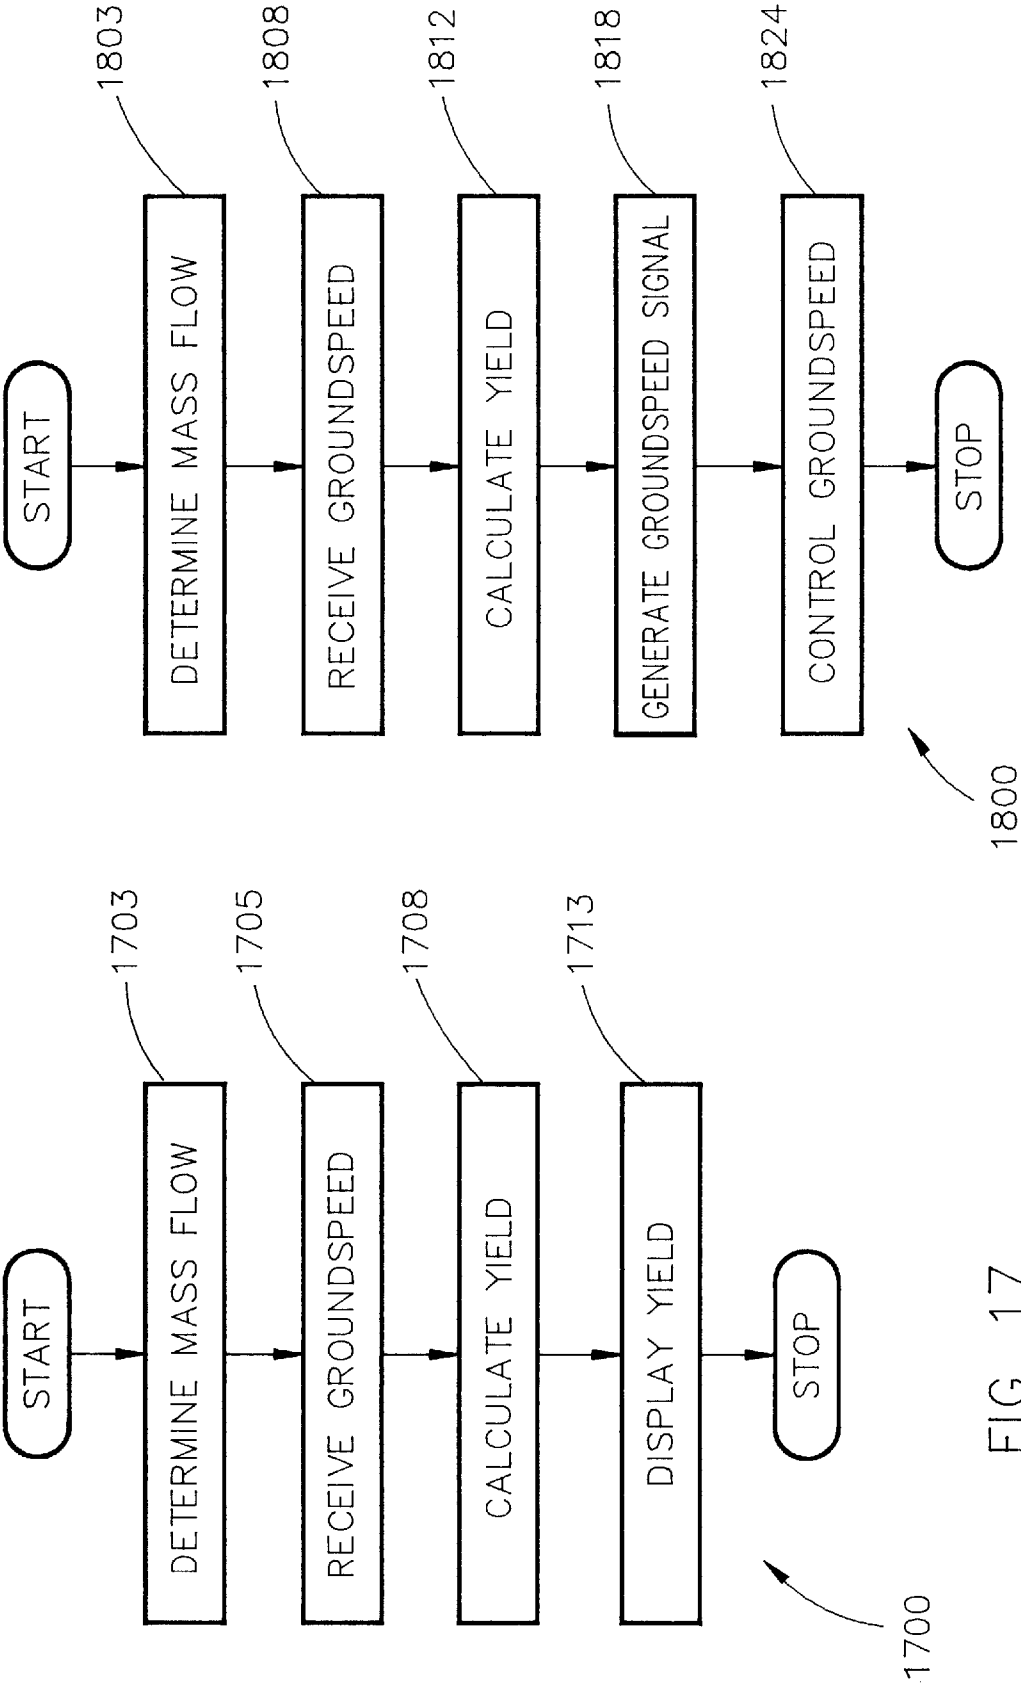 START
DETERMINE MASS FLOW
1703
RECEIVE GROUNDSPEED
1705
CALCULATE YIELD
1708
DISPLAY YIELD
1713
STOP
1700
FIG. 17
START
DETERMINE MASS FLOW
1803
RECEIVE GROUNDSPEED
1808
CALCULATE YIELD
1812
GENERATE GROUNDSPEED SIGNAL
1818
CONTROL GROUNDSPEED
1824
STOP
1800